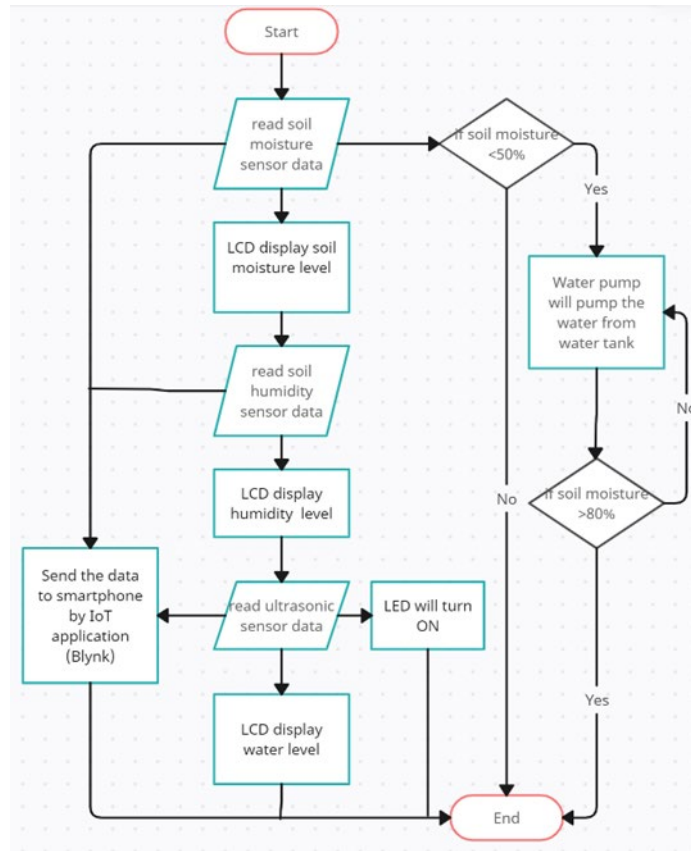 Start
read soil
moisture
sensor data
if soil moisture
<50%
Yes
LCD display soil
moisture level
Water pump
will pump the
water from
water tank
read soil
humidity
sensor data
No
LCD display
humidity level
No
if soil moisture
>80%
Send the data
to smartphone
by IoT
application
(Blynk)
read ultrasonic
sensor data
LED will turn
ON
Yes
LCD display
water level
End